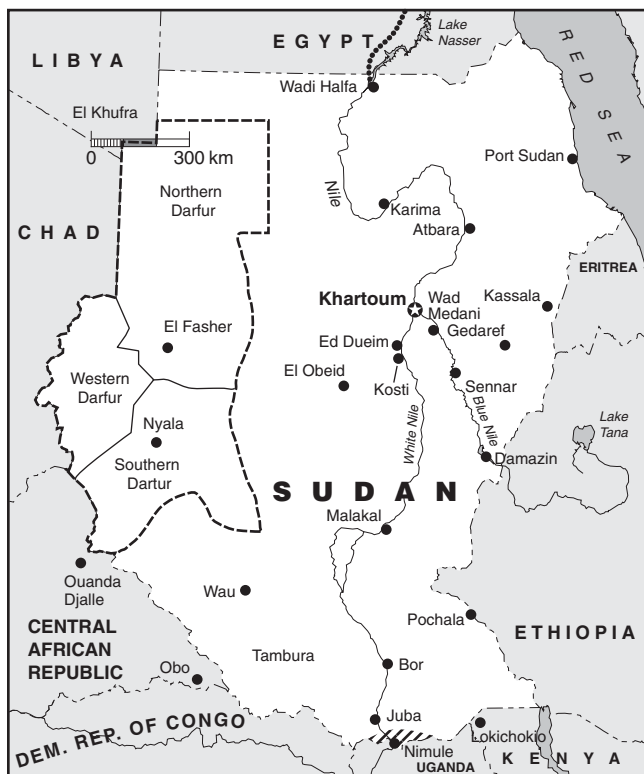 EGYPT
Lake
Nasser
LIBYA
RED SEA
Wadi Halfa
El Khufra
0 300 km
Port Sudan
Northern
Darfur
Nile
Karima
Atbara
CHAD
ERITREA
Khartoum
Wad
Medani
Kassala
Gedaref
El Fasher
Ed Dueim
El Obeid
Kosti
Sennar
Western
Darfur
White Nile
Blue Nile
Lake
Tana
Nyala
Southern
Dartur
Damazin
SUDAN
Malakal
Ouanda
Djalle
Wau
Pochala
CENTRAL
AFRICAN
REPUBLIC
ETHIOPIA
Tambura
Obo
Bor
Juba
Lokichokio
DEM. REP. OF CONGO
Nimule
UGANDA
KENYA